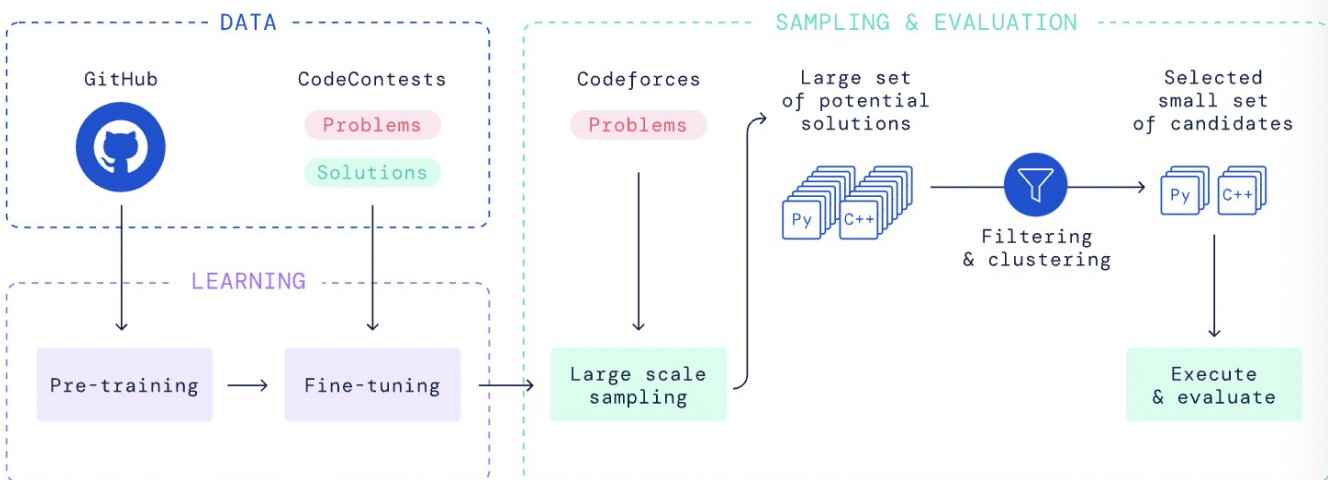 DATA
GitHub
CodeContests
Problems
Solutions
LEARNING
Pre-training
Fine-tuning
SAMPLING & EVALUATION
Codeforces
Problems
Large scale
sampling
Large set
of potential
solutions
Py
C++
Filtering
& clustering
Selected
small set
of candidates
Py
C++
Execute
& evaluate